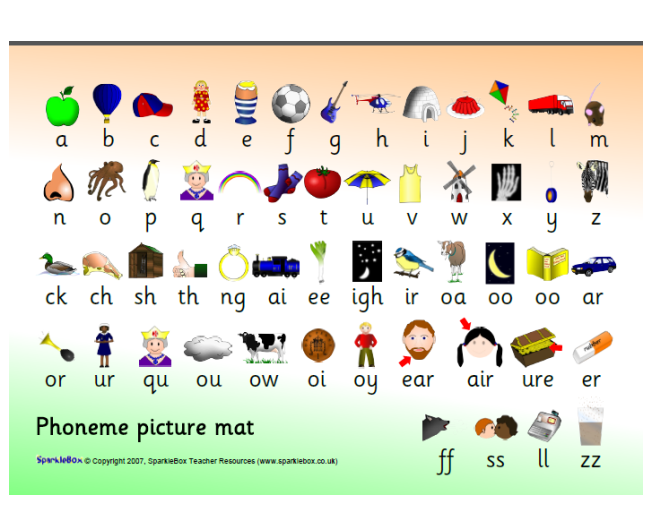 a b c d e f g h i j k l m
n o p q r s t u v w x y z
ck ch sh th ng ai ee igh ir oa oo oo ar
or ur qu ou ow oi oy ear air ure er
Phoneme picture mat
ff ss ll zz
SparkleBox © Copyright 2007, SparkleBox Teacher Resources (www.sparklebox.co.uk)